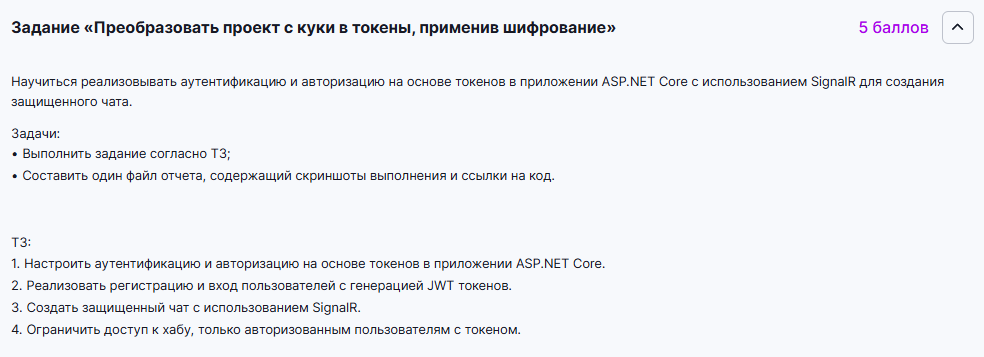 Задание «Преобразовать проект с куки в токены, применив шифрование»
5 баллов
Научиться реализовывать аутентификацию и авторизацию на основе токенов в приложении ASP.NET Core с использованием SignalR для создания
защищенного чата.
Задачи:
• Выполнить задание согласно ТЗ;
• Составить один файл отчета, содержащий скриншоты выполнения и ссылки на код.
ТЗ:
1. Настроить аутентификацию и авторизацию на основе токенов в приложении ASP.NET Core.
2. Реализовать регистрацию и вход пользователей с генерацией JWT токенов.
3. Создать защищенный чат с использованием SignalR.
4. Ограничить доступ к хабу, только авторизованным пользователям с токеном.